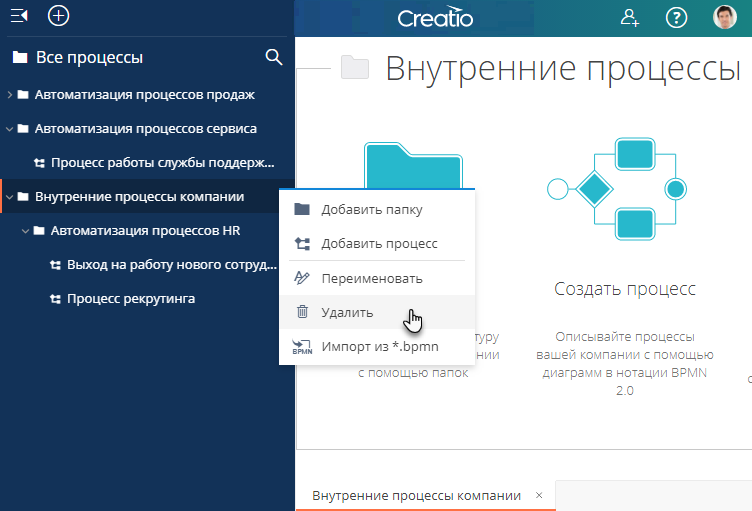 Creatio
Все процессы
Автоматизация процессов продаж
Автоматизация процессов сервиса
Процесс работы службы поддерж...
Внутренние процессы компании
Автоматизация процессов HR
Выход на работу нового сотруд...
Процесс рекрутинга
Добавить папку
Добавить процесс
Переименовать
Удалить
BPMN
Импорт из *.bpmn
Внутренние процессы
туру
нии
с помощью папок
Создать процесс
Описывайте процессы
вашей компании с помощью
диаграмм в нотации BPMN
2.0
Внутренние процессы компании